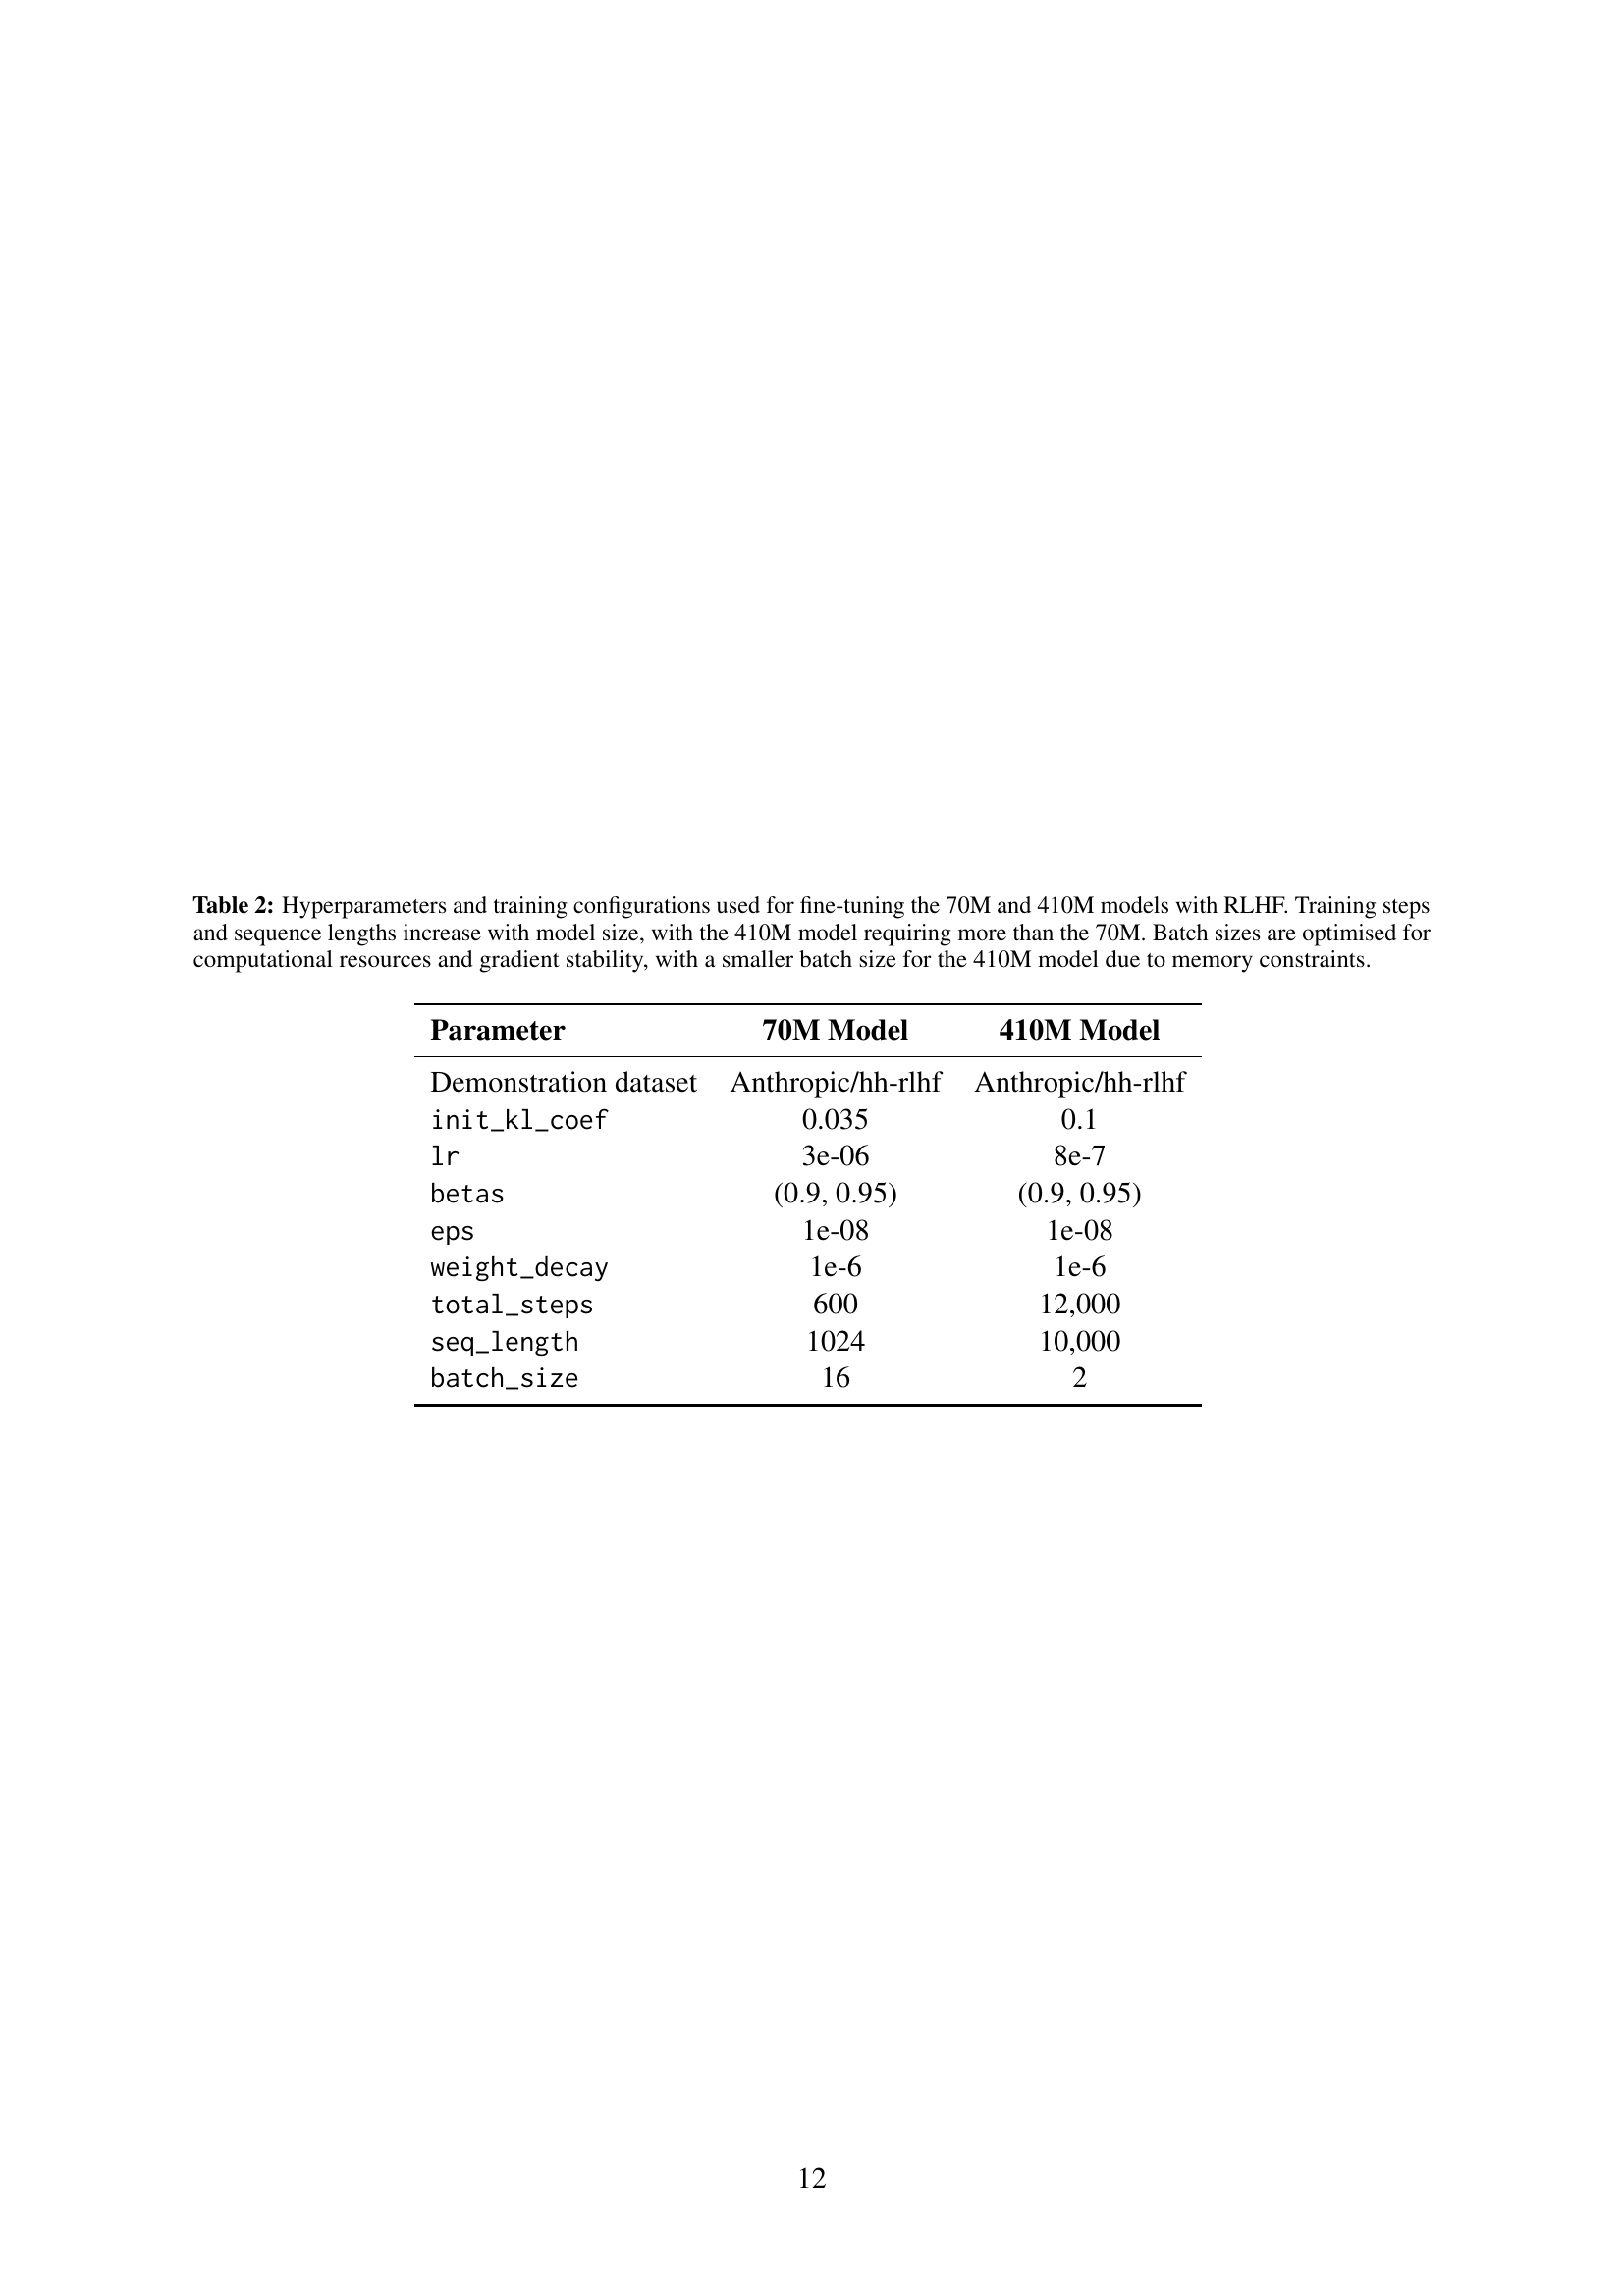 Table 2: Hyperparameters and training configurations used for fine-tuning the 70M and 410M models with RLHF. Training steps
and sequence lengths increase with model size, with the 410M model requiring more than the 70M. Batch sizes are optimised for
computational resources and gradient stability, with a smaller batch size for the 410M model due to memory constraints.
Parameter 70M Model 410M Model
Demonstration dataset Anthropic/hh-rlhf Anthropic/hh-rlhf
init_kl_coef 0.035 0.1
lr 3e-06 8e-7
betas (0.9, 0.95) (0.9, 0.95)
eps 1e-08 1e-08
weight_decay 1e-6 1e-6
total_steps 600 12,000
seq_length 1024 10,000
batch_size 16 2
12